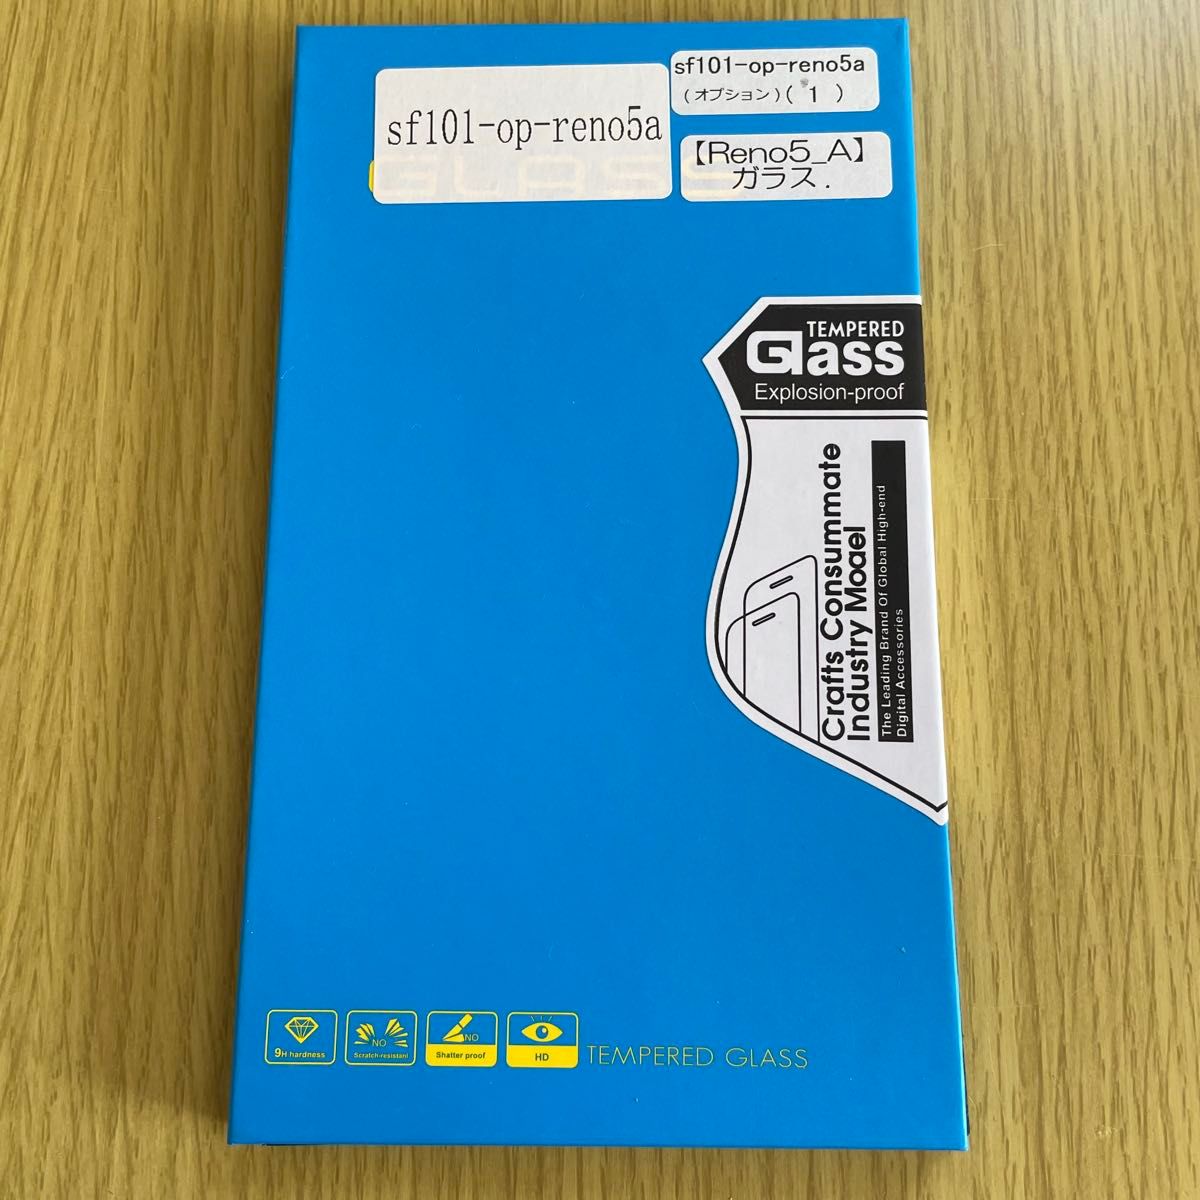 sf101-op-reno5a
sf101-op-reno5a
(オプション)( 1 )
【Reno5_A】
ガラス.
GLASS
TEMPERED
Glass
Explosion-proof
Crafts Consummate
Industry Moael
The Leading Brand Of Global High-end
Digital Accessories
9H hardness
NO
Scratch-resistant
NO
Shatter proof
HD
TEMPERED GLASS